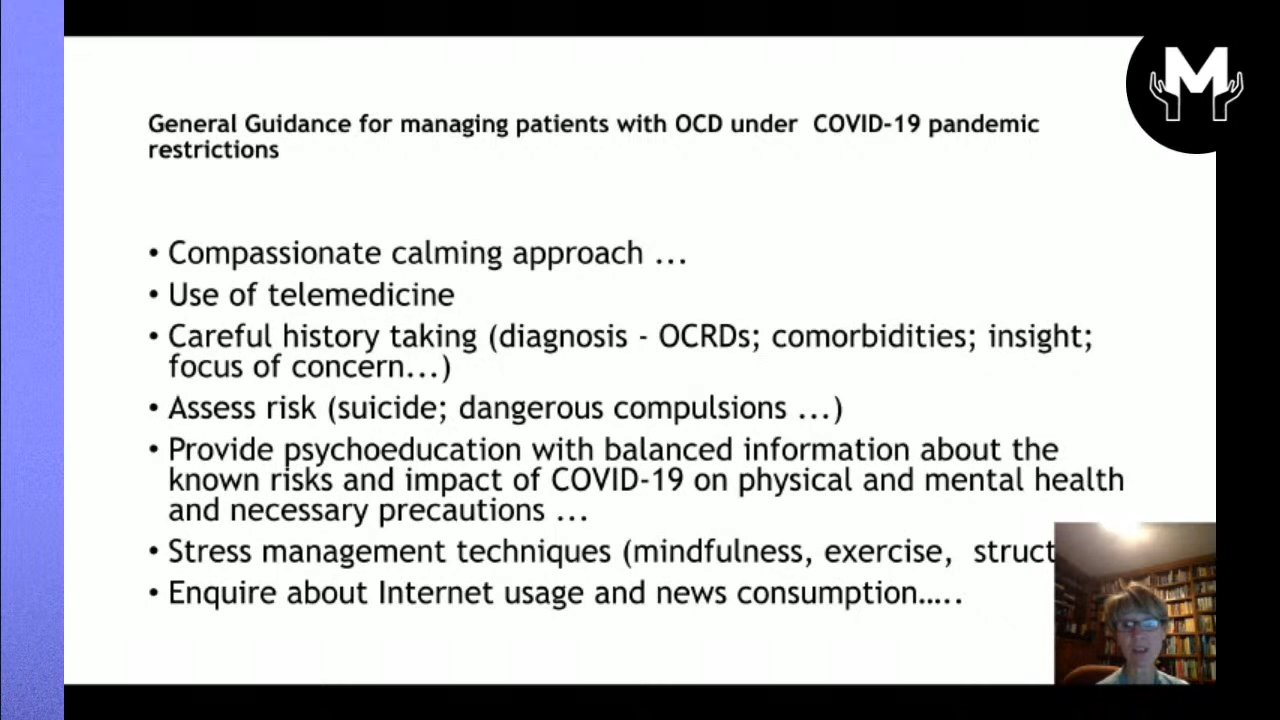 M
General Guidance for managing patients with OCD under COVID-19 pandemic
restrictions
• Compassionate calming approach ...
• Use of telemedicine
• Careful history taking (diagnosis - OCRDs; comorbidities; insight;
focus of concern...)
• Assess risk (suicide; dangerous compulsions ...)
• Provide psychoeducation with balanced information about the
known risks and impact of COVID-19 on physical and mental health
and necessary precautions ...
• Stress management techniques (mindfulness, exercise, struct
• Enquire about Internet usage and news consumption.....